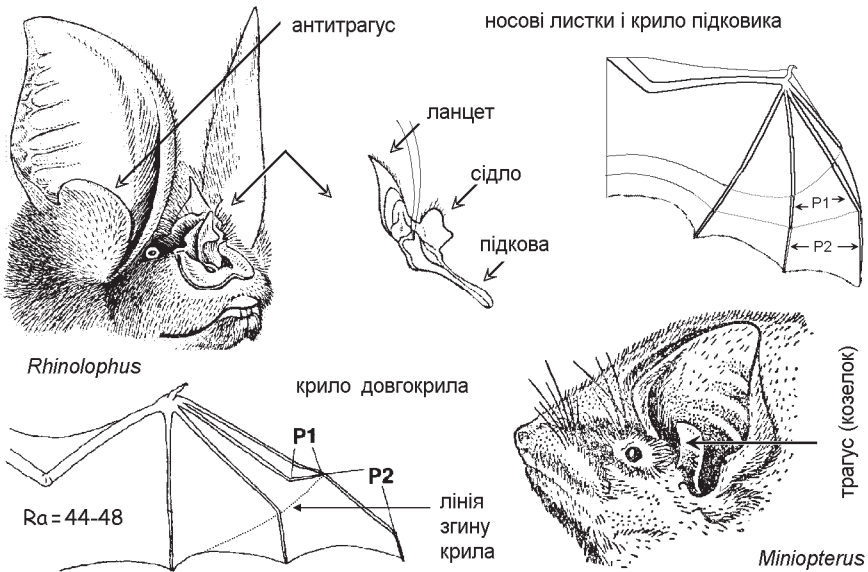 антитрагус
носові листки і крило підковика
ланцет
сідло
підкова
P1
P2
Rhinolophus
крило довгокрила
P1
P2
Ra = 44-48
лінія
згину
крила
трагус (козелок)
Miniopterus